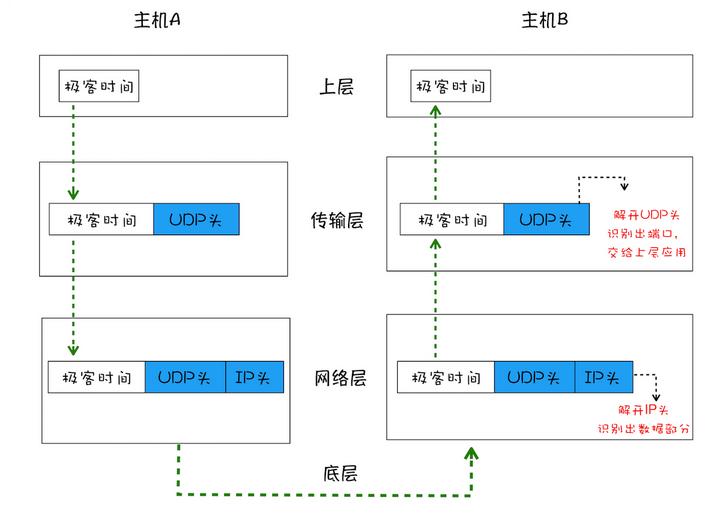 主机A
主机B
极客时间
上层
极客时间
极客时间
UDP头
传输层
极客时间
UDP头
解开UDP头
识别出端口,
交给上层应用
极客时间
UDP头
IP头
网络层
极客时间
UDP头
IP头
解开IP头
识别出数据部分
底层